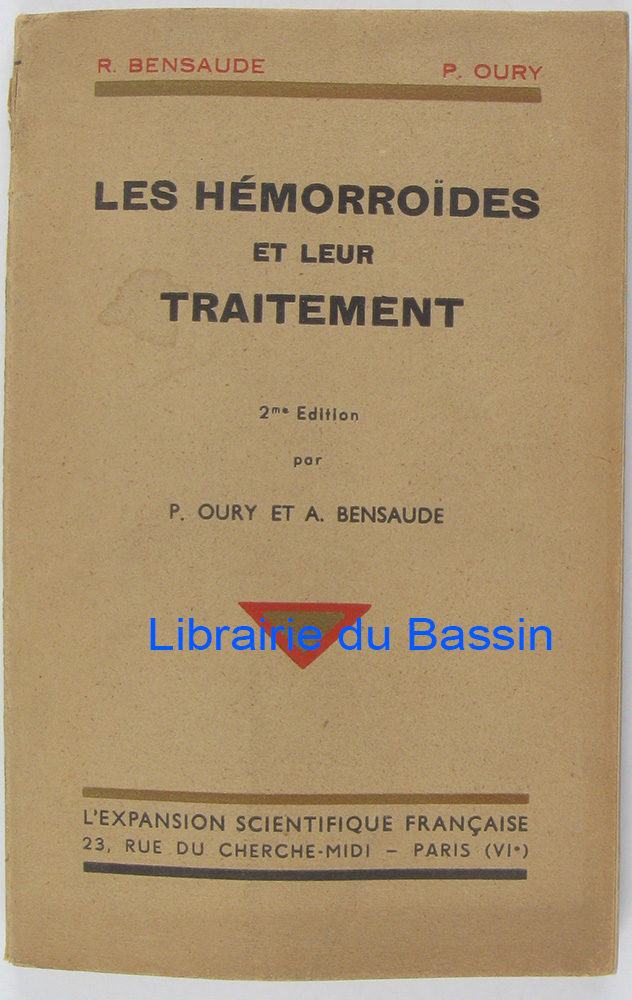 R. BENSAUDE P. OURY
LES HÉMORROÏDES
ET LEUR
TRAITEMENT
2me Edition
par
P. OURY ET A. BENSAUDE
Librairie du Bassin
L'EXPANSION SCIENTIFIQUE FRANÇAISE
23, RUE DU CHERCHE-MIDI — PARIS (VIe)